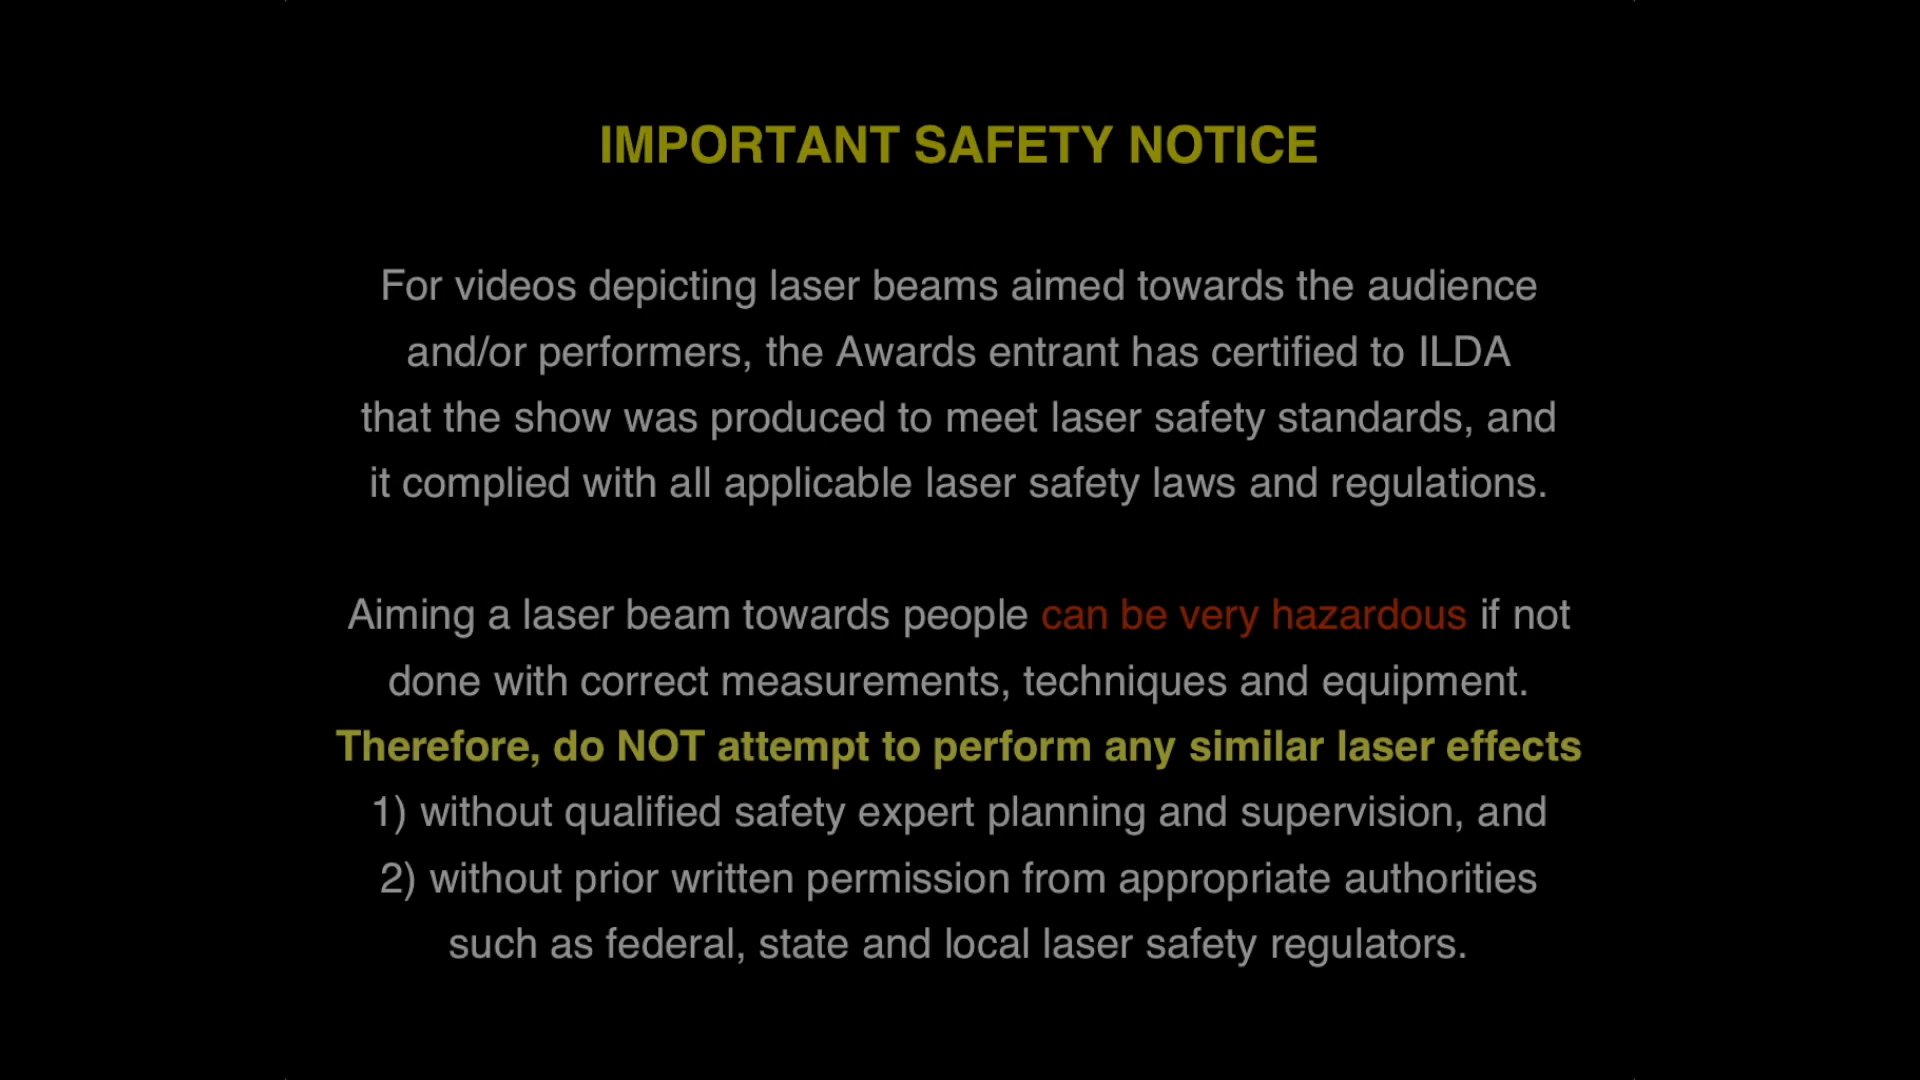 IMPORTANT SAFETY NOTICE
For videos depicting laser beams aimed towards the audience
and/or performers, the Awards entrant has certified to ILDA
that the show was produced to meet laser safety standards, and
it complied with all applicable laser safety laws and regulations.
Aiming a laser beam towards people can be very hazardous if not
done with correct measurements, techniques and equipment.
Therefore, do NOT attempt to perform any similar laser effects
1) without qualified safety expert planning and supervision, and
2) without prior written permission from appropriate authorities
such as federal, state and local laser safety regulators.